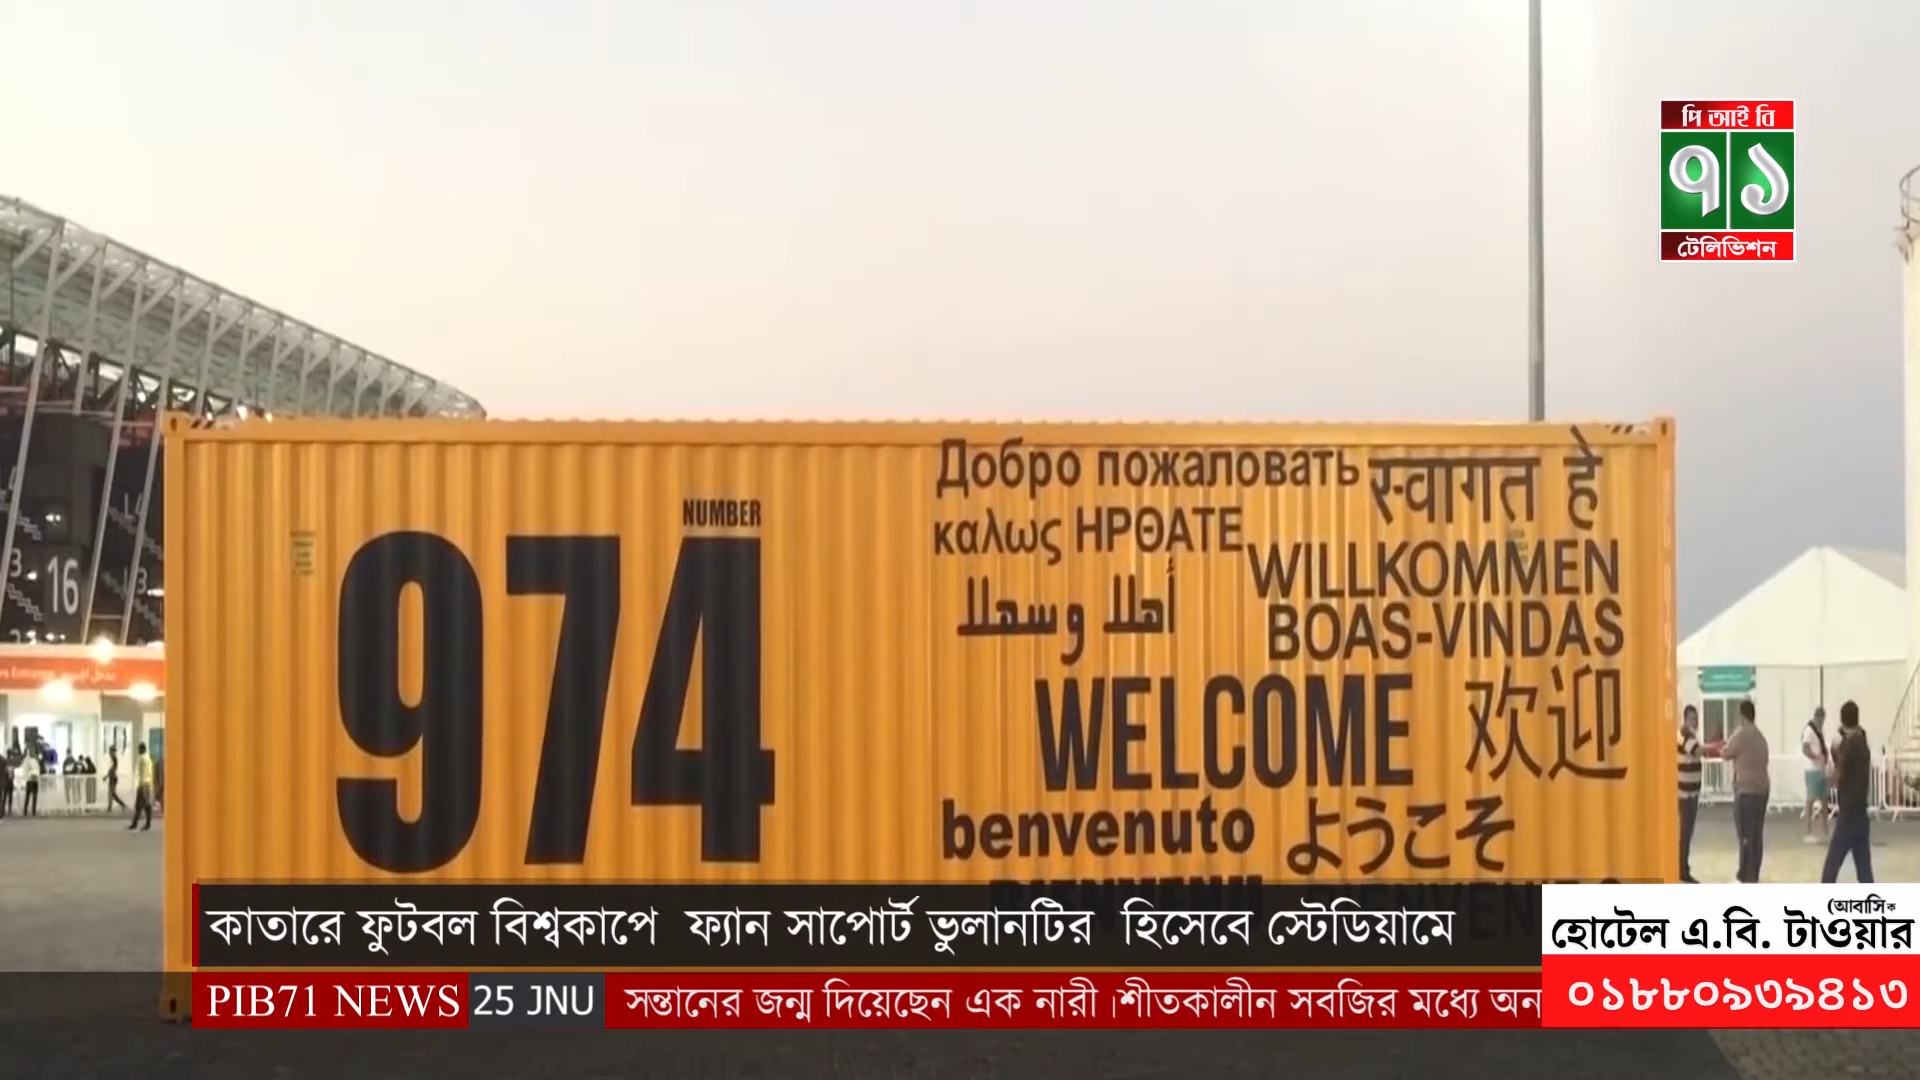 পি আই বি
৭১
টেলিভিশন
16
NUMBER
974
Добро пожаловать
स्वागत हे
καλως ΗΡΘΑΤΕ
WILLKOMMEN
أهلا وسهلا
BOAS-VINDAS
WELCOME
欢迎
benvenuto
ようこそ
কাতারে ফুটবল বিশ্বকাপে ফ্যান সাপোর্ট ভুলানটির হিসেবে স্টেডিয়ামে
(আবাসিক
হোটেল এ.বি. টাওয়ার
০১৮৮০৯৩৯৪১৩
PIB71 NEWS
25 JNU
সন্তানের জন্ম দিয়েছেন এক নারী।শীতকালীন সবজির মধ্যে অন